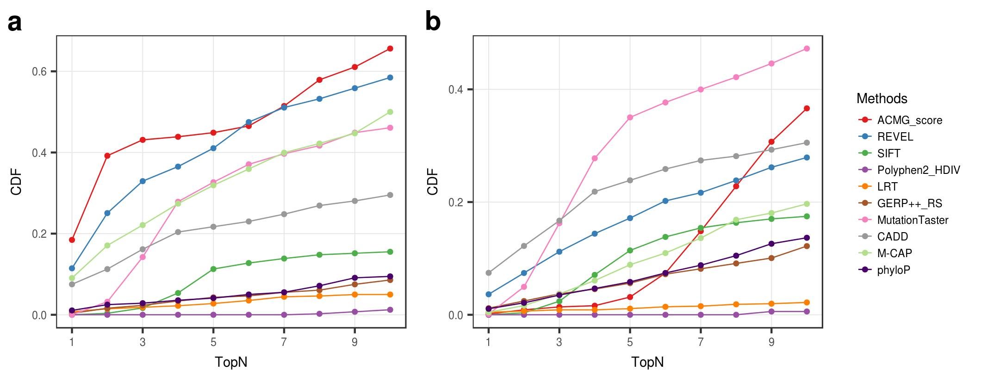 a
b
0.6
0.4
0.2
0.0
CDF
1
3
5
7
9
TopN
0.4
0.2
0.0
CDF
1
3
5
7
9
TopN
Methods
ACMG_score
REVEL
SIFT
Polyphen2_HDIV
LRT
GERP++_RS
MutationTaster
CADD
M-CAP
phyloP